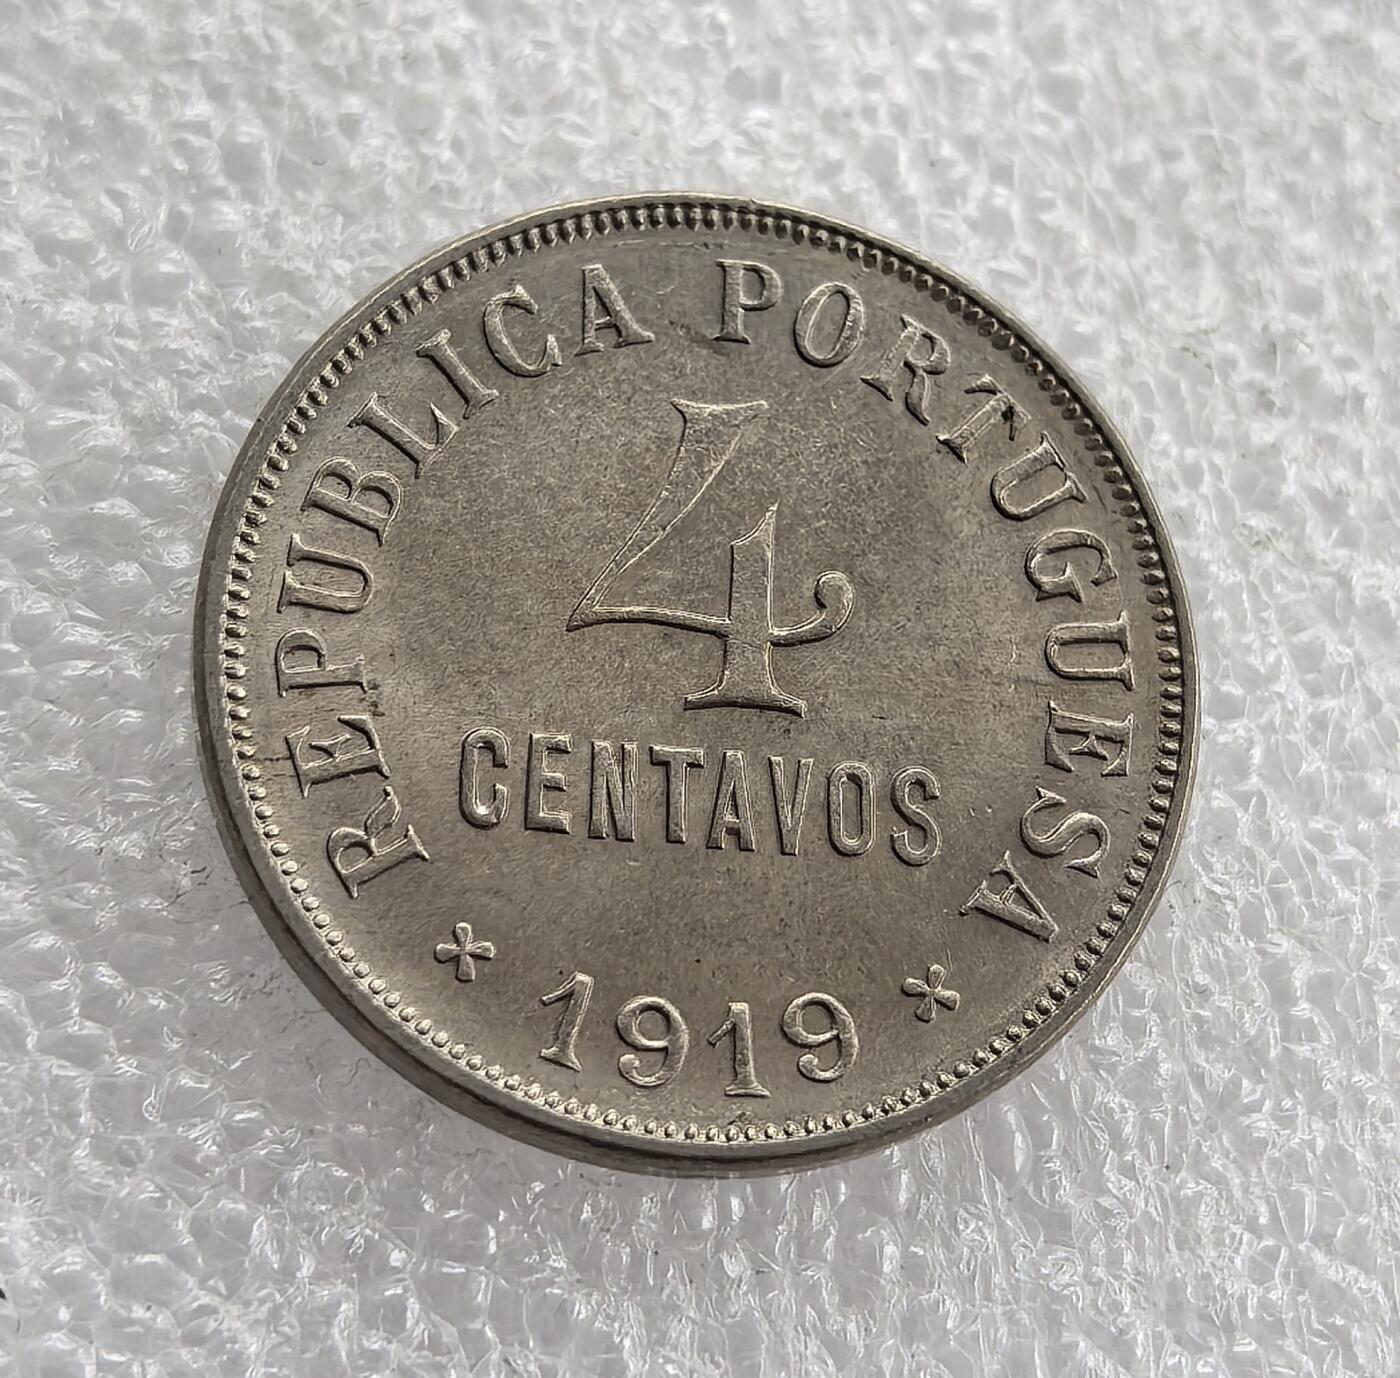 REPUBLICA PORTUGUESA
4
CENTAVOS
1919